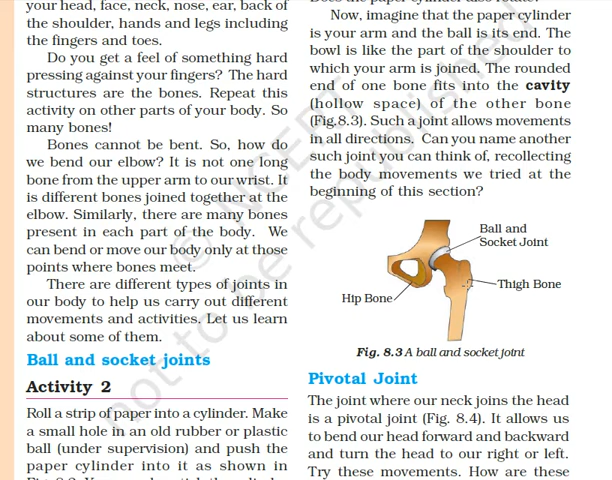 your head, face, neck, nose, ear, back of
the shoulder, hands and legs including
the fingers and toes.
Do you get a feel of something hard
pressing against your fingers? The hard
structures are the bones. Repeat this
activity on other parts of your body. So
many bones!
Bones cannot be bent. So, how do
we bend our elbow? It is not one long
bone from the upper arm to our wrist. It
is different bones joined together at the
elbow. Similarly, there are many bones
present in each part of the body. We
can bend or move our body only at those
points where bones meet.
There are different types of joints in
our body to help us carry out different
movements and activities. Let us learn
about some of them.
Ball and socket joints
Activity 2
Roll a strip of paper into a cylinder. Make
a small hole in an old rubber or plastic
ball (under supervision) and push the
paper cylinder into it as shown in
Now, imagine that the paper cylinder
is your arm and the ball is its end. The
bowl is like the part of the shoulder to
which your arm is joined. The rounded
end of one bone fits into the cavity
(hollow space) of the other bone
(Fig.8.3). Such a joint allows movements
in all directions. Can you name another
such joint you can think of, recollecting
the body movements we tried at the
beginning of this section?
Ball and
Socket Joint
Thigh Bone
Hip Bone
Fig. 8.3 A ball and socket joint
Pivotal Joint
The joint where our neck joins the head
is a pivotal joint (Fig. 8.4). It allows us
to bend our head forward and backward
and turn the head to our right or left.
Try these movements. How are these
© NCERT
not to be republished